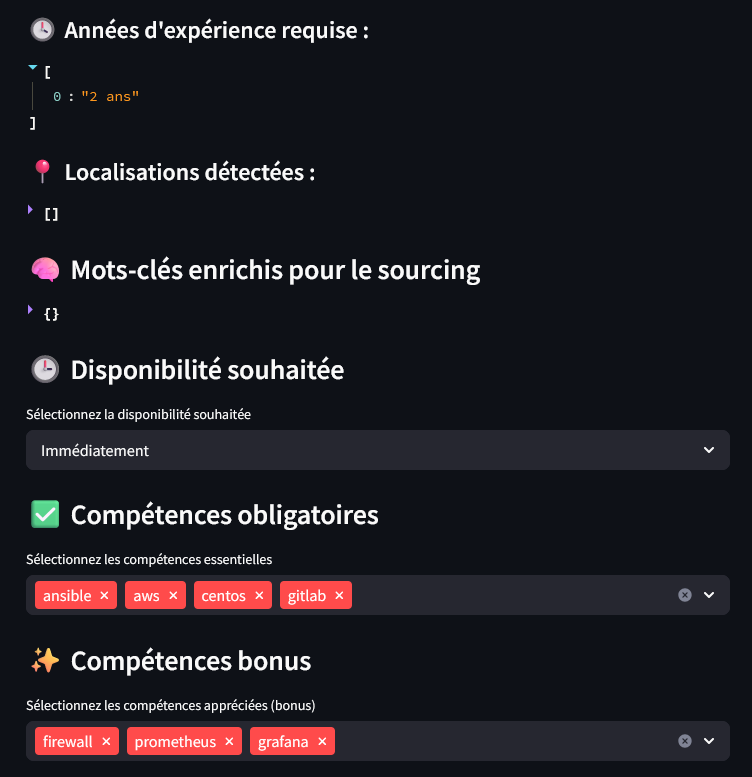 Années d'expérience requise :
[
0 : "2 ans"
]
Localisations détectées :
[]
Mots-clés enrichis pour le sourcing
{}
Disponibilité souhaitée
Sélectionnez la disponibilité souhaitée
Immédiatement
Compétences obligatoires
Sélectionnez les compétences essentielles
ansible × aws × centos × gitlab ×
Compétences bonus
Sélectionnez les compétences appréciées (bonus)
firewall × prometheus × grafana ×